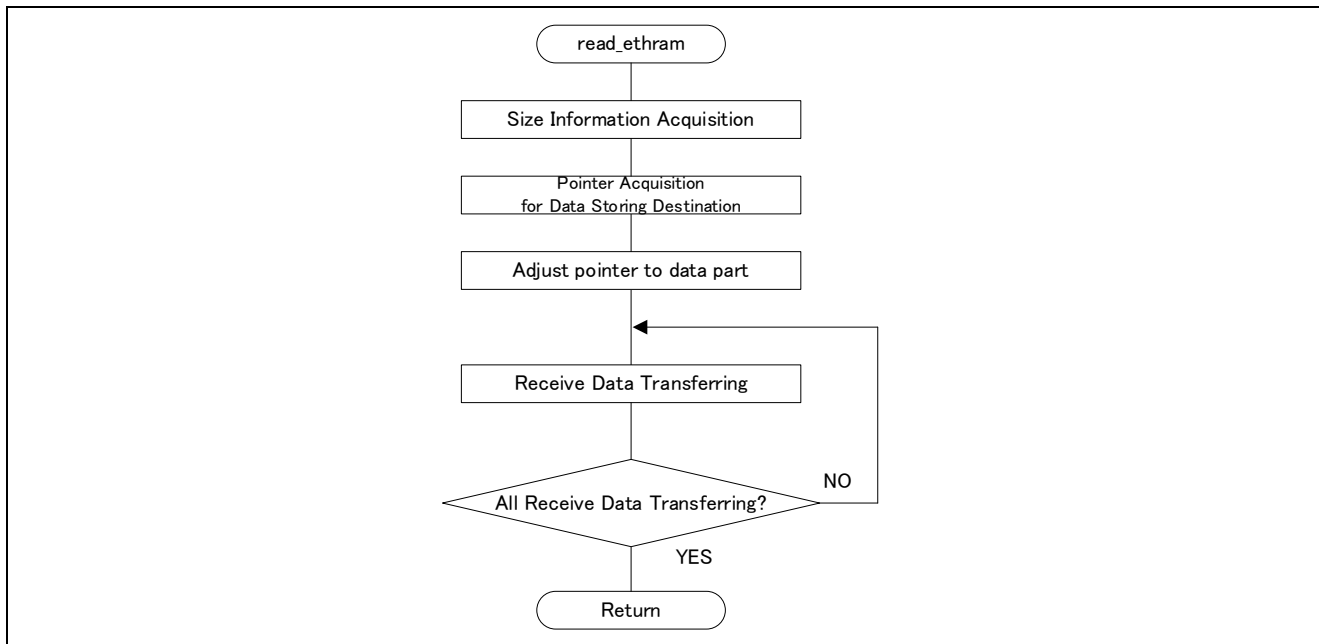 read_ethram
Size Information Acquisition
Pointer Acquisition
for Data Storing Destination
Adjust pointer to data part
Receive Data Transferring
All Receive Data Transferring?
NO
YES
Return